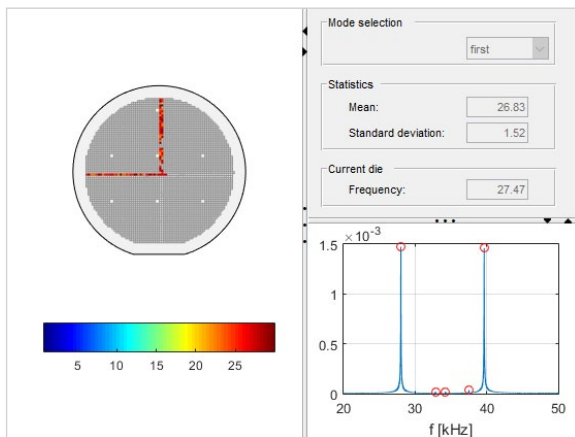 Mode selection
first
Statistics
Mean: 26.83
Standard deviation: 1.52
Current die
Frequency: 27.47
5 10 15 20 25
×10⁻³
1.5
1
0.5
0
20 30 40 50
f [kHz]